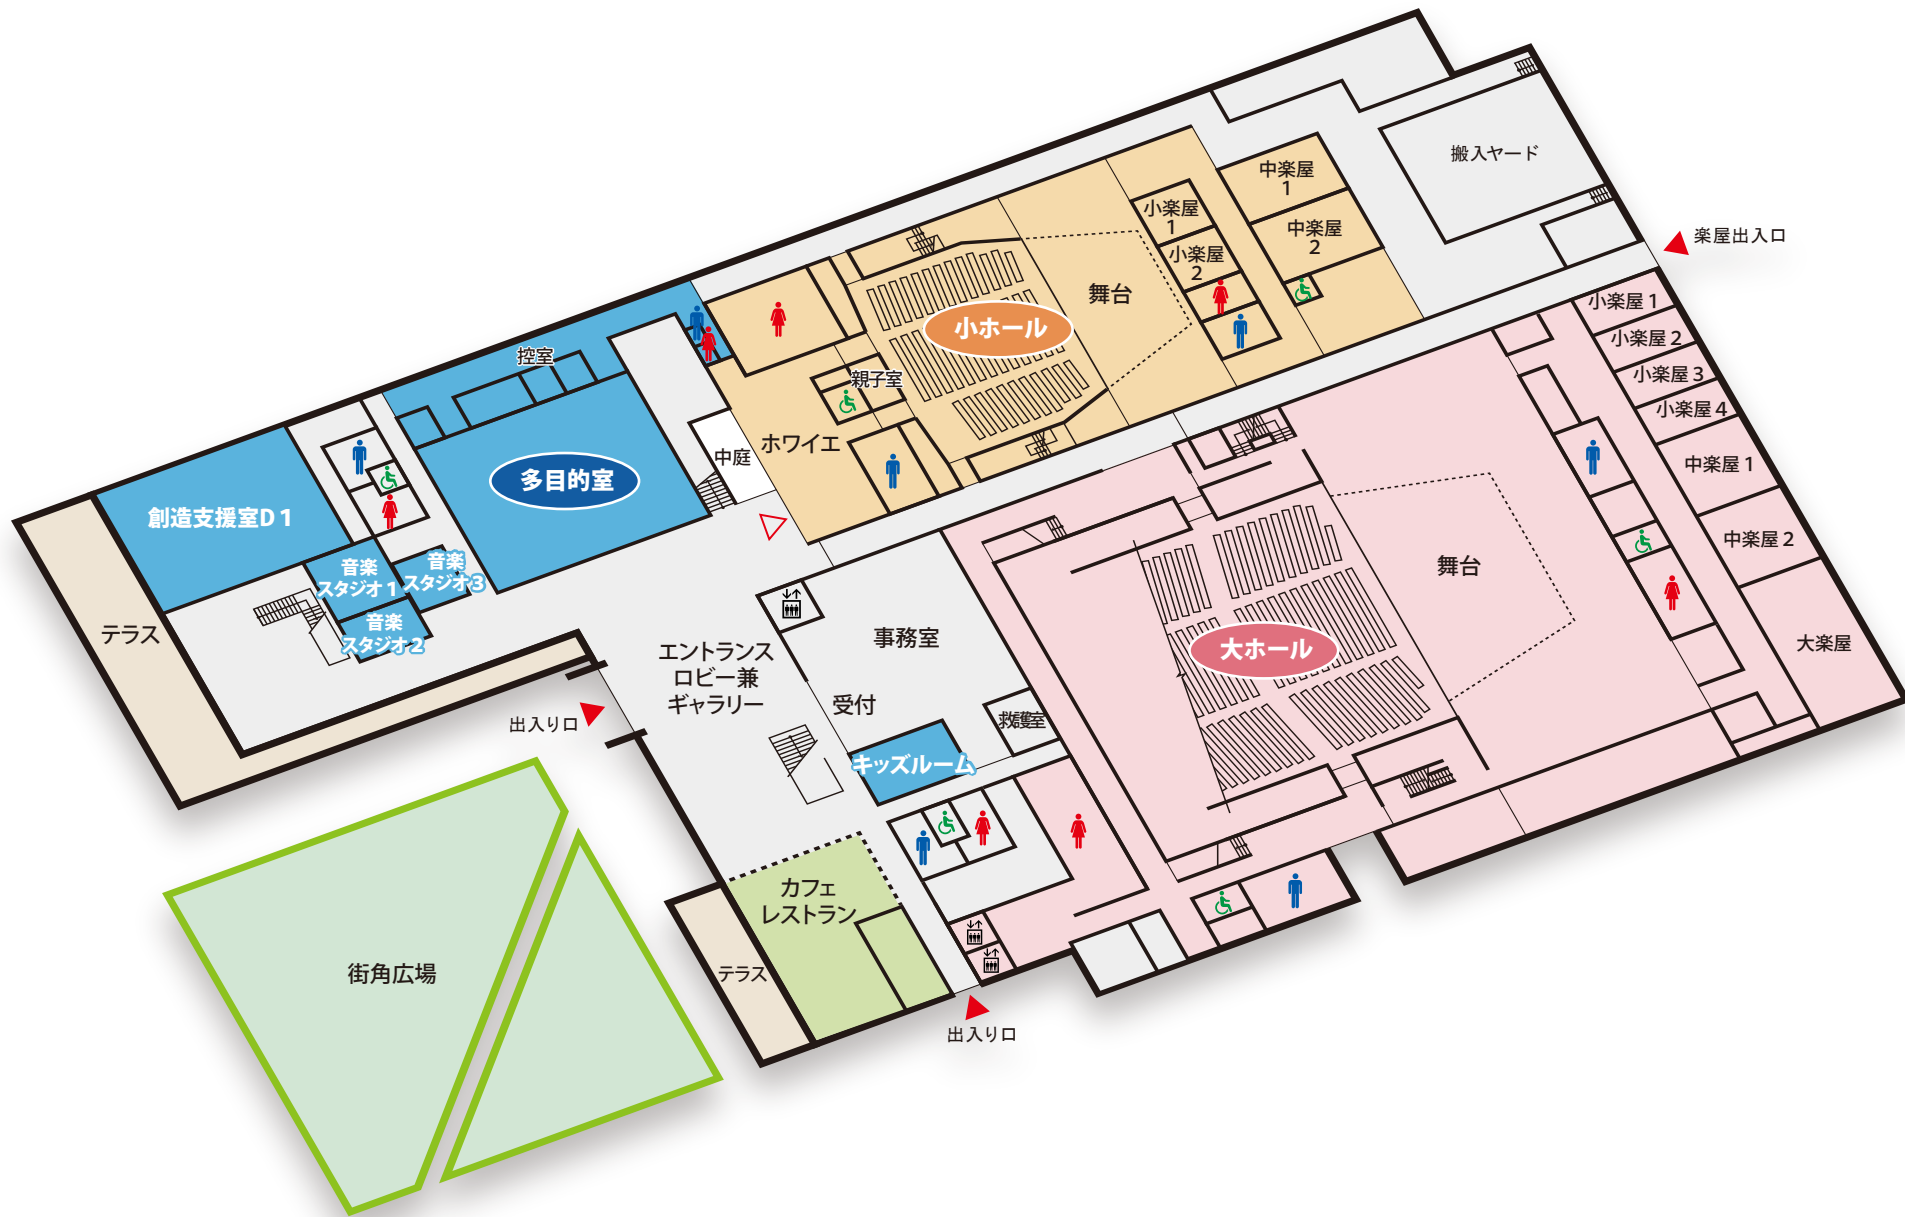 搬入ヤード
中楽屋
1
小楽屋
1
中楽屋
2
小楽屋
2
楽屋出入口
舞台
小ホール
小楽屋 1
小楽屋 2
小楽屋 3
小楽屋 4
中楽屋 1
中楽屋 2
大楽屋
控室
親子室
ホワイエ
中庭
多目的室
創造支援室D 1
音楽
スタジオ 1
音楽
スタジオ 3
音楽
スタジオ 2
テラス
舞台
大ホール
事務室
エントランス
ロビー兼
ギャラリー
受付
救護室
出入り口
キッズルーム
カフェ
レストラン
テラス
街角広場
出入り口